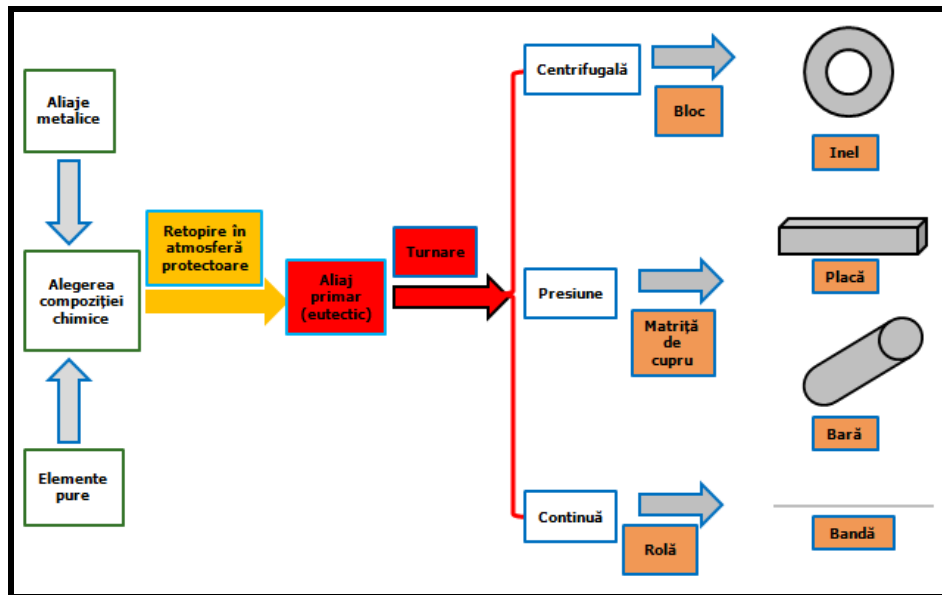 Aliaje
metalice
Alegerea
compoziției
chimice
Elemente
pure
Retopire în
atmosferă
protectoare
Aliaj
primar
(eutectic)
Turnare
Centrifugală
Bloc
Inel
Presiune
Matriță
de
cupru
Placă
Bară
Continuă
Rolă
Bandă